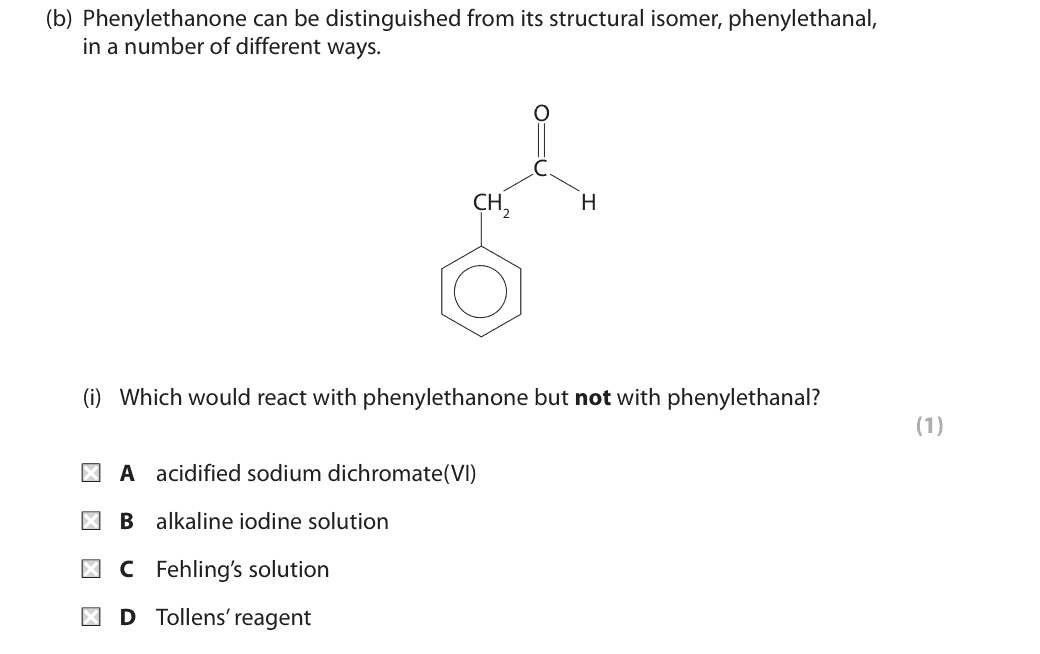 (b) Phenylethanone can be distinguished from its structural isomer, phenylethanal,
in a number of different ways.
O
C
CH2
H
(i) Which would react with phenylethanone but not with phenylethanal?
(1)
A acidified sodium dichromate(VI)
B alkaline iodine solution
C Fehling’s solution
D Tollens’ reagent